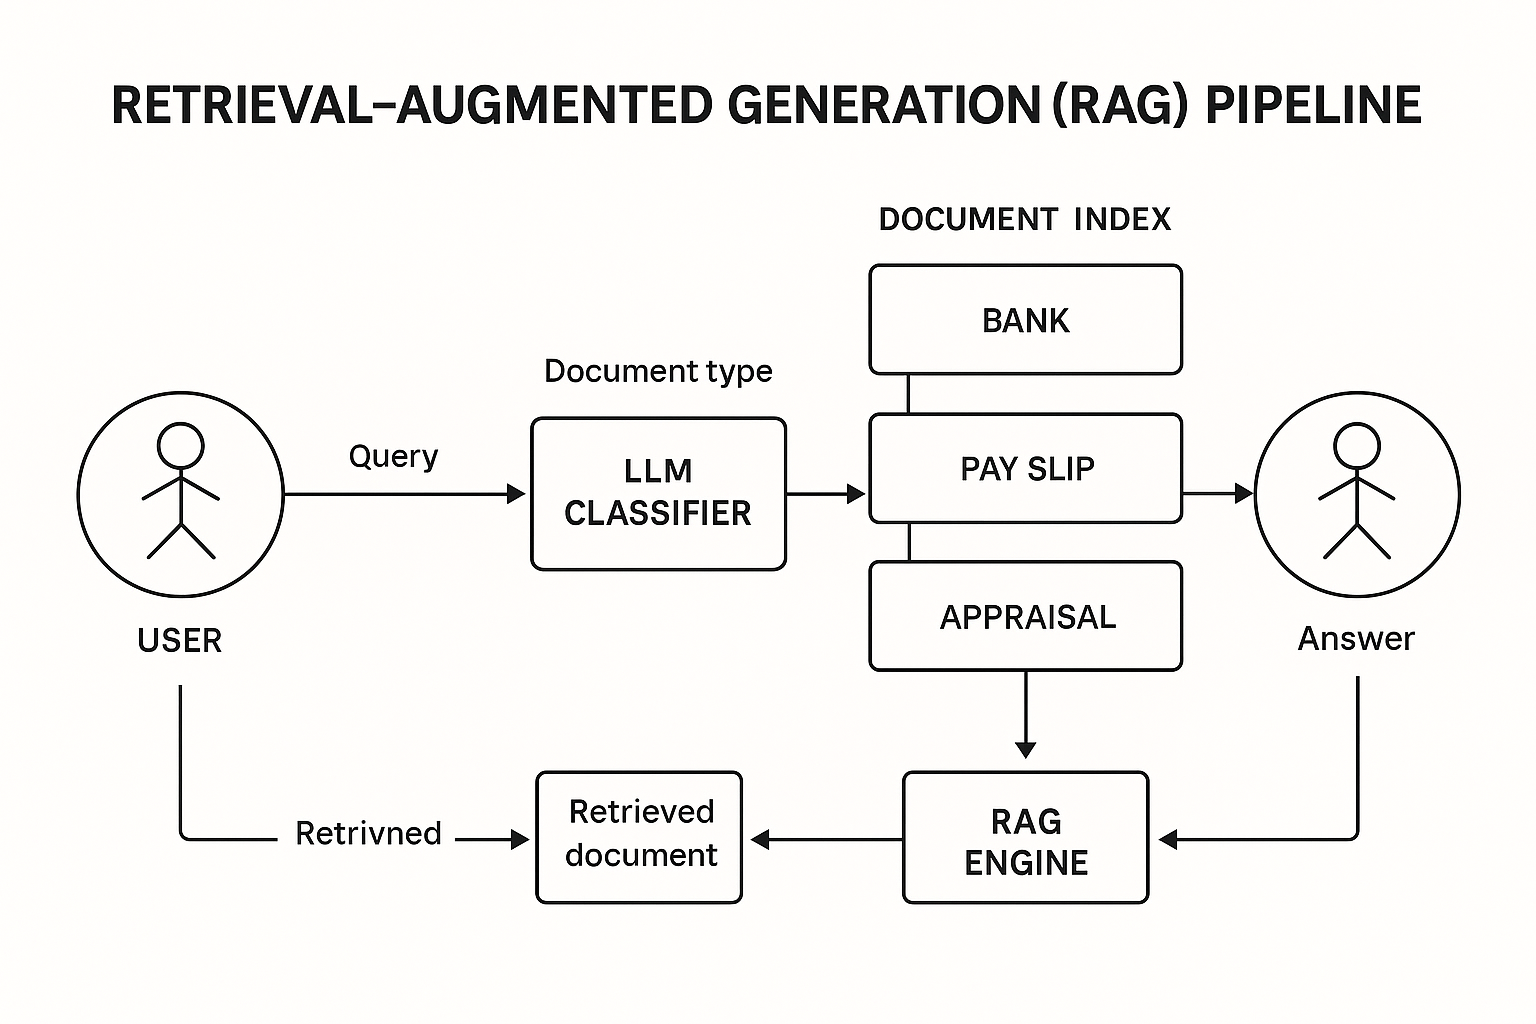 RETRIEVAL–AUGMENTED GENERATION (RAG) PIPELINE
DOCUMENT INDEX
BANK
Document type
Query
LLM
CLASSIFIER
PAY SLIP
APPRAISAL
USER
Answer
Retrivned
Retrieved
document
RAG
ENGINE